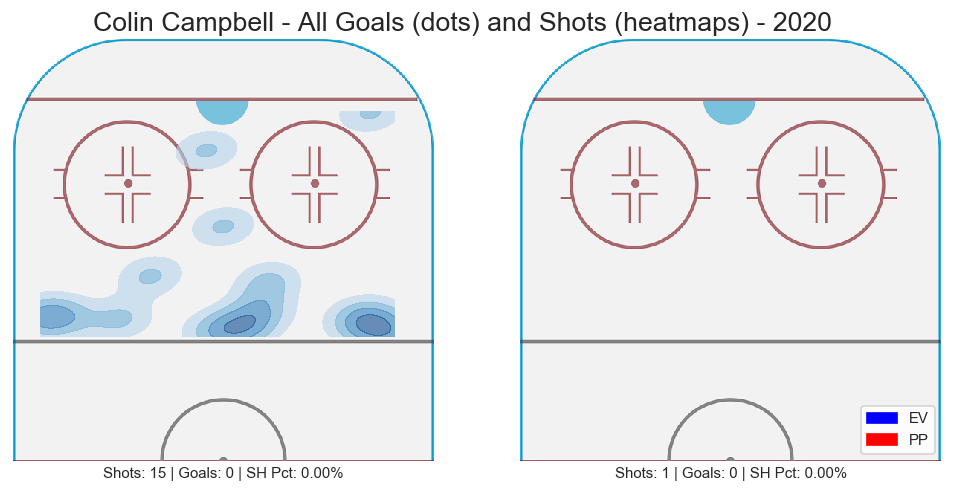 Colin Campbell - All Goals (dots) and Shots (heatmaps) - 2020
EV
PP
Shots: 15 | Goals: 0 | SH Pct: 0.00%
Shots: 1 | Goals: 0 | SH Pct: 0.00%